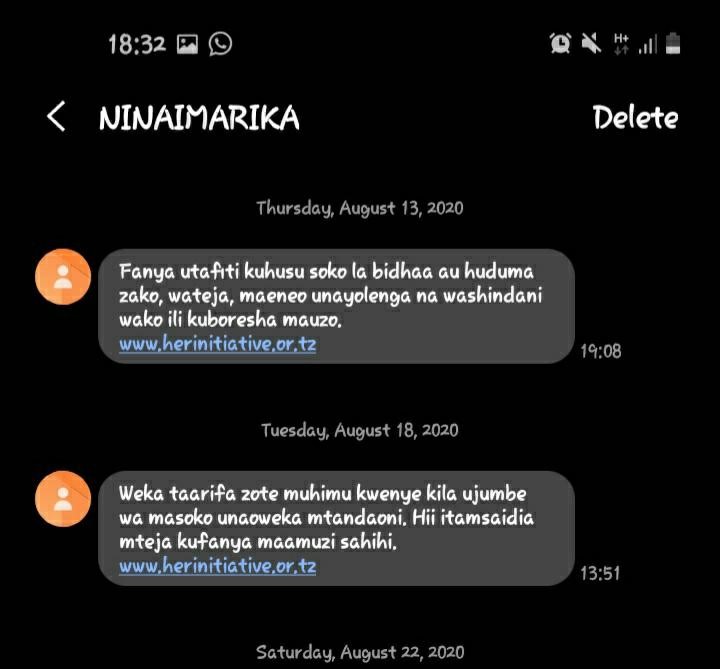 18:32
H+
NINAIMARIKA
Delete
Thursday, August 13, 2020
Fanya utafiti kuhusu soko la bidhaa au huduma
zako, wateja, maeneo unayolenga na washindani
wako ili kuboresha mauzo.
www.herinitiative.or.tz
19:08
Tuesday, August 18, 2020
Weka taarifa zote muhimu kwenye kila ujumbe
wa masoko unaoweka mtandaoni. Hii itamsaidia
mteja kufanya maamuzi sahihi.
www.herinitiative.or.tz
13:51
Saturday, August 22, 2020